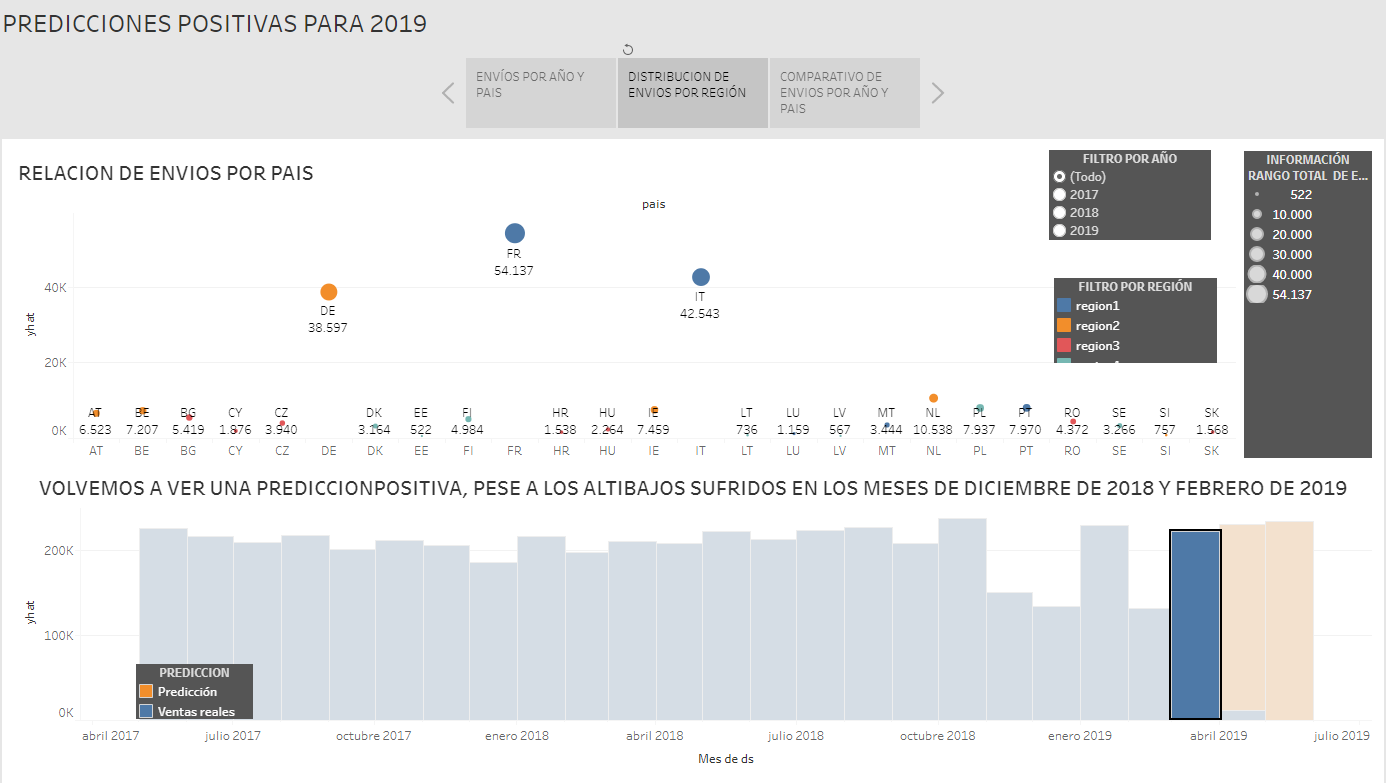 PREDICCIONES POSITIVAS PARA 2019
ENVÍOS POR AÑO Y
PAIS
DISTRIBUCION DE
ENVIOS POR REGIÓN
COMPARATIVO DE
ENVIOS POR AÑO Y
PAIS
RELACION DE ENVIOS POR PAIS
FILTRO POR AÑO
(Todo)
2017
2018
2019
INFORMACIÓN
RANGO TOTAL DE E...
522
10.000
20.000
30.000
40.000
54.137
FILTRO POR REGIÓN
region1
region2
region3
pais
yhat
40K
20K
0K
FR
54.137
IT
42.543
DE
38.597
AT BE BG CY CZ DK EE FI HR HU IE LT LU LV MT NL PL PT RO SE SI SK
6.523 7.207 5.419 1.876 3.940 3.164 522 4.984 1.538 2.264 7.459 736 1.159 567 3.444 10.538 7.937 7.970 4.372 3.266 757 1.568
AT BE BG CY CZ DE DK EE FI FR HR HU IE IT LT LU LV MT NL PL PT RO SE SI SK
VOLVEMOS A VER UNA PREDICCIONPOSITIVA, PESE A LOS ALTIBAJOS SUFRIDOS EN LOS MESES DE DICIEMBRE DE 2018 Y FEBRERO DE 2019
yhat
200K
100K
0K
PREDICCION
Predicción
Ventas reales
abril 2017 julio 2017 octubre 2017 enero 2018 abril 2018 julio 2018 octubre 2018 enero 2019 abril 2019 julio 2019
Mes de ds